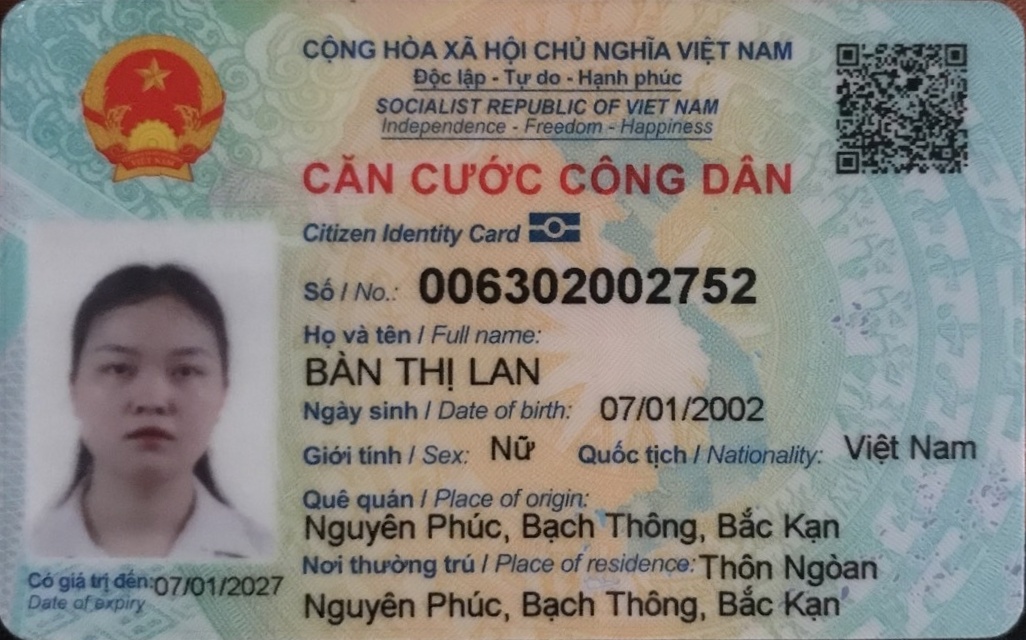 CỘNG HÒA XÃ HỘI CHỦ NGHĨA VIỆT NAM
Độc lập - Tự do - Hạnh phúc
SOCIALIST REPUBLIC OF VIET NAM
Independence - Freedom - Happiness
CĂN CƯỚC CÔNG DÂN
Citizen Identity Card
Số / No.: 006302002752
Họ và tên / Full name:
BÀN THỊ LAN
Ngày sinh / Date of birth: 07/01/2002
Giới tính / Sex: Nữ Quốc tịch / Nationality: Việt Nam
Quê quán / Place of origin:
Nguyên Phúc, Bạch Thông, Bắc Kạn
Nơi thường trú / Place of residence: Thôn Ngòan
Nguyên Phúc, Bạch Thông, Bắc Kạn
Có giá trị đến: 07/01/2027
Date of expiry
VIỆT NAM